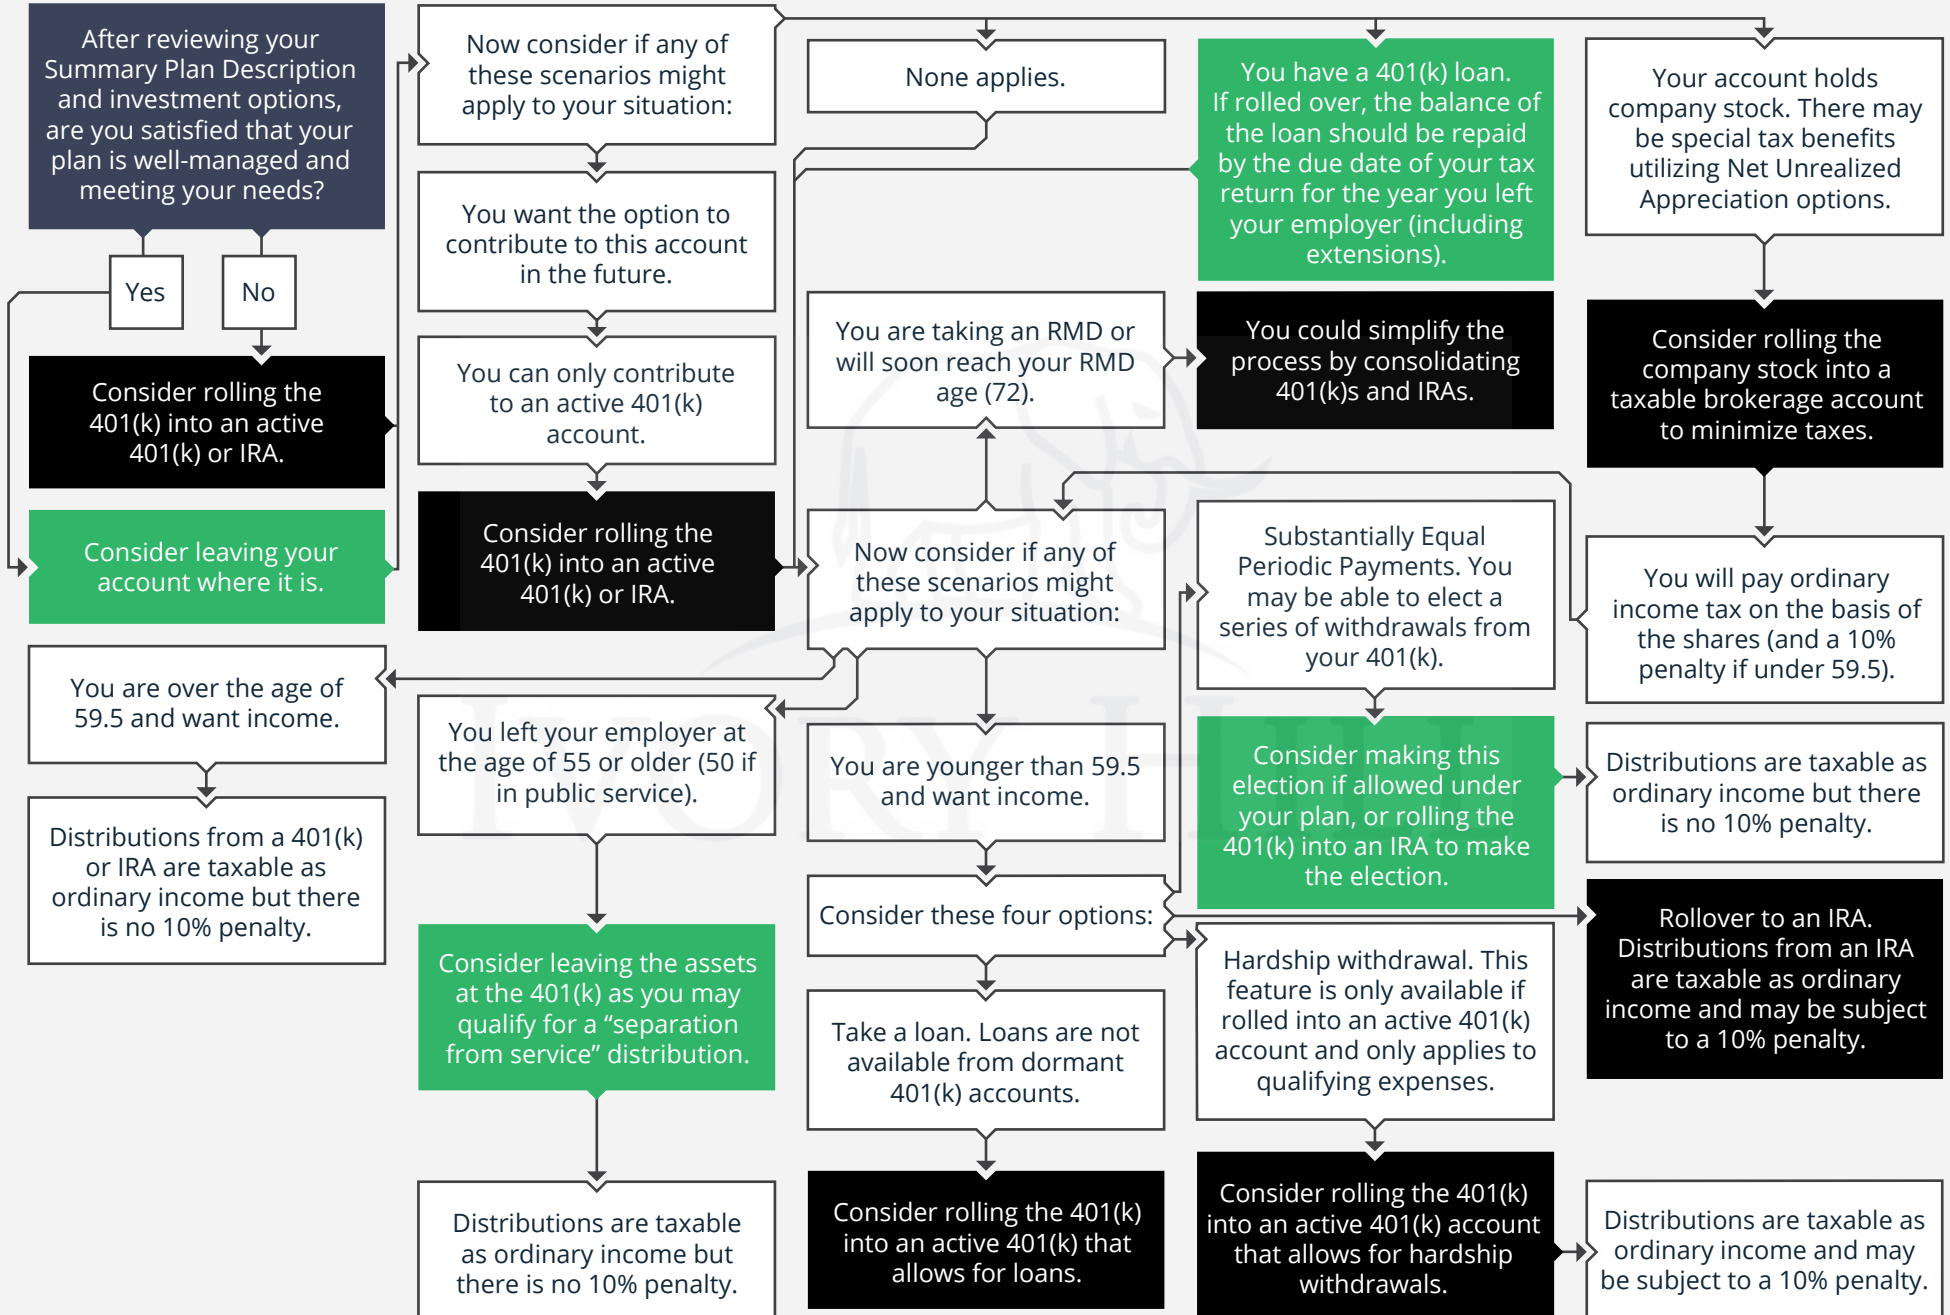 After reviewing your
Summary Plan Description
and investment options,
are you satisfied that your
plan is well-managed and
meeting your needs?
Yes
No
Consider rolling the
401(k) into an active
401(k) or IRA.
Consider leaving your
account where it is.
Now consider if any of
these scenarios might
apply to your situation:
You want the option to
contribute to this account
in the future.
You can only contribute
to an active 401(k)
account.
Consider rolling the
401(k) into an active
401(k) or IRA.
None applies.
You have a 401(k) loan.
If rolled over, the balance of
the loan should be repaid
by the due date of your tax
return for the year you left
your employer (including
extensions).
Your account holds
company stock. There may
be special tax benefits
utilizing Net Unrealized
Appreciation options.
Consider rolling the
company stock into a
taxable brokerage account
to minimize taxes.
You will pay ordinary
income tax on the basis of
the shares (and a 10%
penalty if under 59.5).
Now consider if any of
these scenarios might
apply to your situation:
You are taking an RMD or
will soon reach your RMD
age (72).
You could simplify the
process by consolidating
401(k)s and IRAs.
You are over the age of
59.5 and want income.
Distributions from a 401(k)
or IRA are taxable as
ordinary income but there
is no 10% penalty.
You left your employer at
the age of 55 or older (50 if
in public service).
Consider leaving the assets
at the 401(k) as you may
qualify for a “separation
from service” distribution.
Distributions are taxable
as ordinary income but
there is no 10% penalty.
You are younger than 59.5
and want income.
Consider these four options:
Substantially Equal
Periodic Payments. You
may be able to elect a
series of withdrawals from
your 401(k).
Consider making this
election if allowed under
your plan, or rolling the
401(k) into an IRA to make
the election.
Distributions are taxable as
ordinary income but there
is no 10% penalty.
Rollover to an IRA.
Distributions from an IRA
are taxable as ordinary
income and may be subject
to a 10% penalty.
Hardship withdrawal. This
feature is only available if
rolled into an active 401(k)
account and only applies to
qualifying expenses.
Consider rolling the 401(k)
into an active 401(k) account
that allows for hardship
withdrawals.
Distributions are taxable as
ordinary income and may
be subject to a 10% penalty.
Take a loan. Loans are not
available from dormant
401(k) accounts.
Consider rolling the 401(k)
into an active 401(k) that
allows for loans.
IVORY HILL